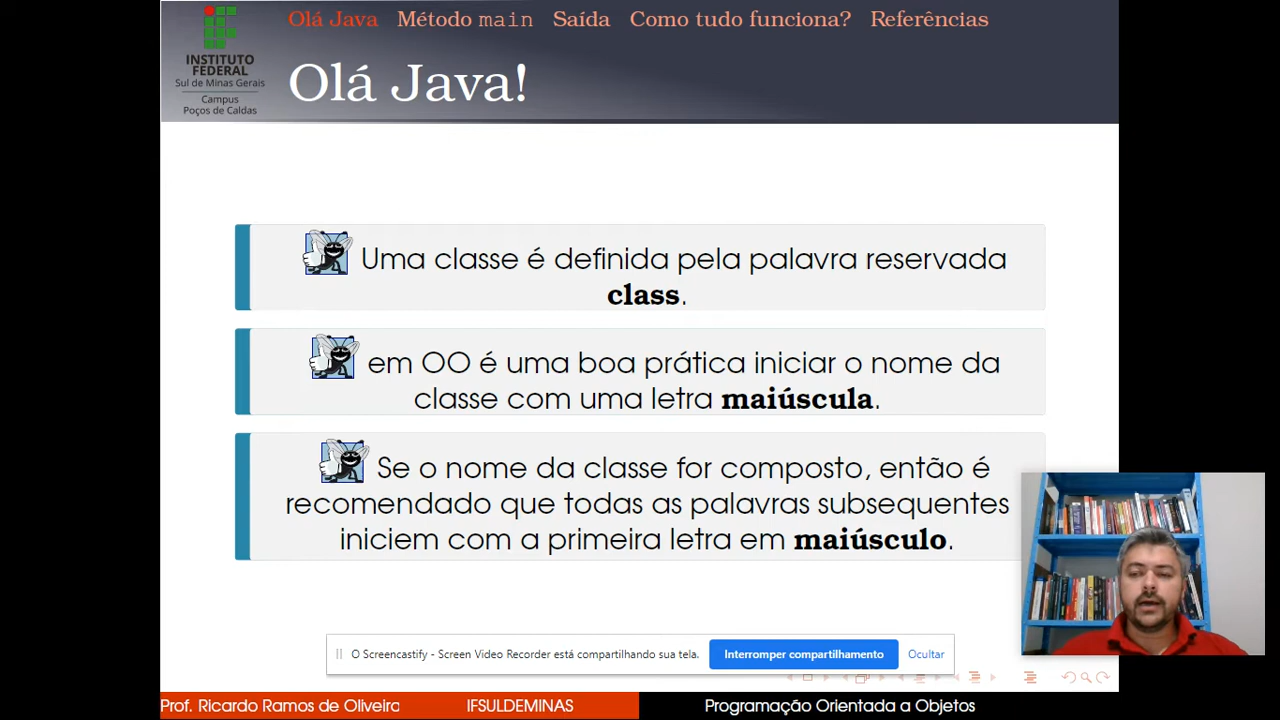 Olá Java Método main Saída Como tudo funciona? Referências
INSTITUTO
FEDERAL
Sul de Minas Gerais
Campus
Poços de Caldas
Olá Java!
Uma classe é definida pela palavra reservada
class.
em OO é uma boa prática iniciar o nome da
classe com uma letra maiúscula.
Se o nome da classe for composto, então é
recomendado que todas as palavras subsequentes
iniciem com a primeira letra em maiúsculo.
O Screencastify - Screen Video Recorder está compartilhando sua tela. Interromper compartilhamento Ocultar
Prof. Ricardo Ramos de Oliveira IFSULDEMINAS Programação Orientada a Objetos